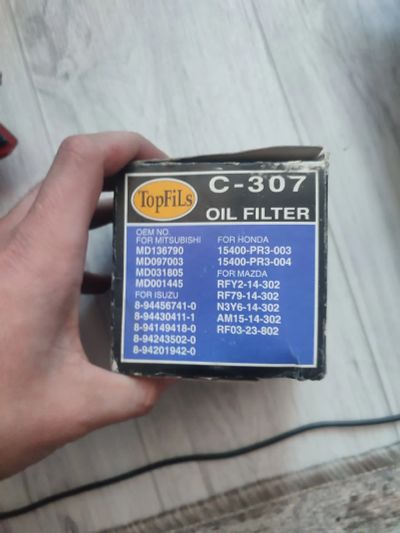 TopFiLs
C-307
OIL FILTER
OEM NO.
FOR MITSUBISHI
MD136790
MD097003
MD031805
MD001445
FOR ISUZU
8-94456741-0
8-94430411-1
8-94149418-0
8-94243502-0
8-94201942-0
FOR HONDA
15400-PR3-003
15400-PR3-004
FOR MAZDA
RFY2-14-302
RF79-14-302
N3Y6-14-302
AM15-14-302
RF03-23-802